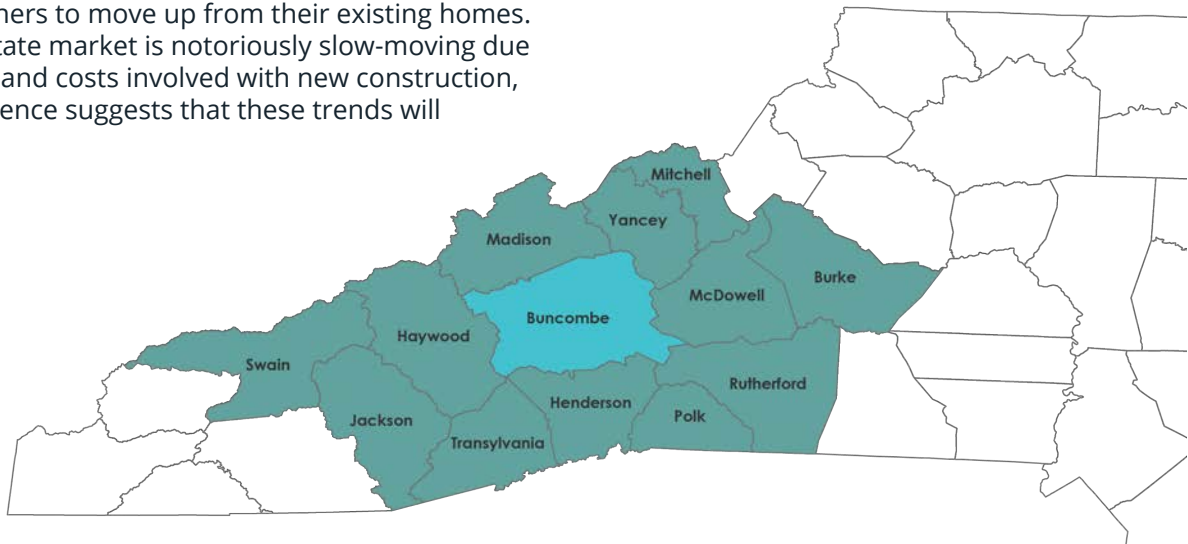 ners to move up from their existing homes.
tate market is notoriously slow-moving due
and costs involved with new construction,
ence suggests that these trends will
Mitchell
Yancey
Madison
Burke
McDowell
Buncombe
Haywood
Swain
Rutherford
Henderson
Polk
Jackson
Transylvania